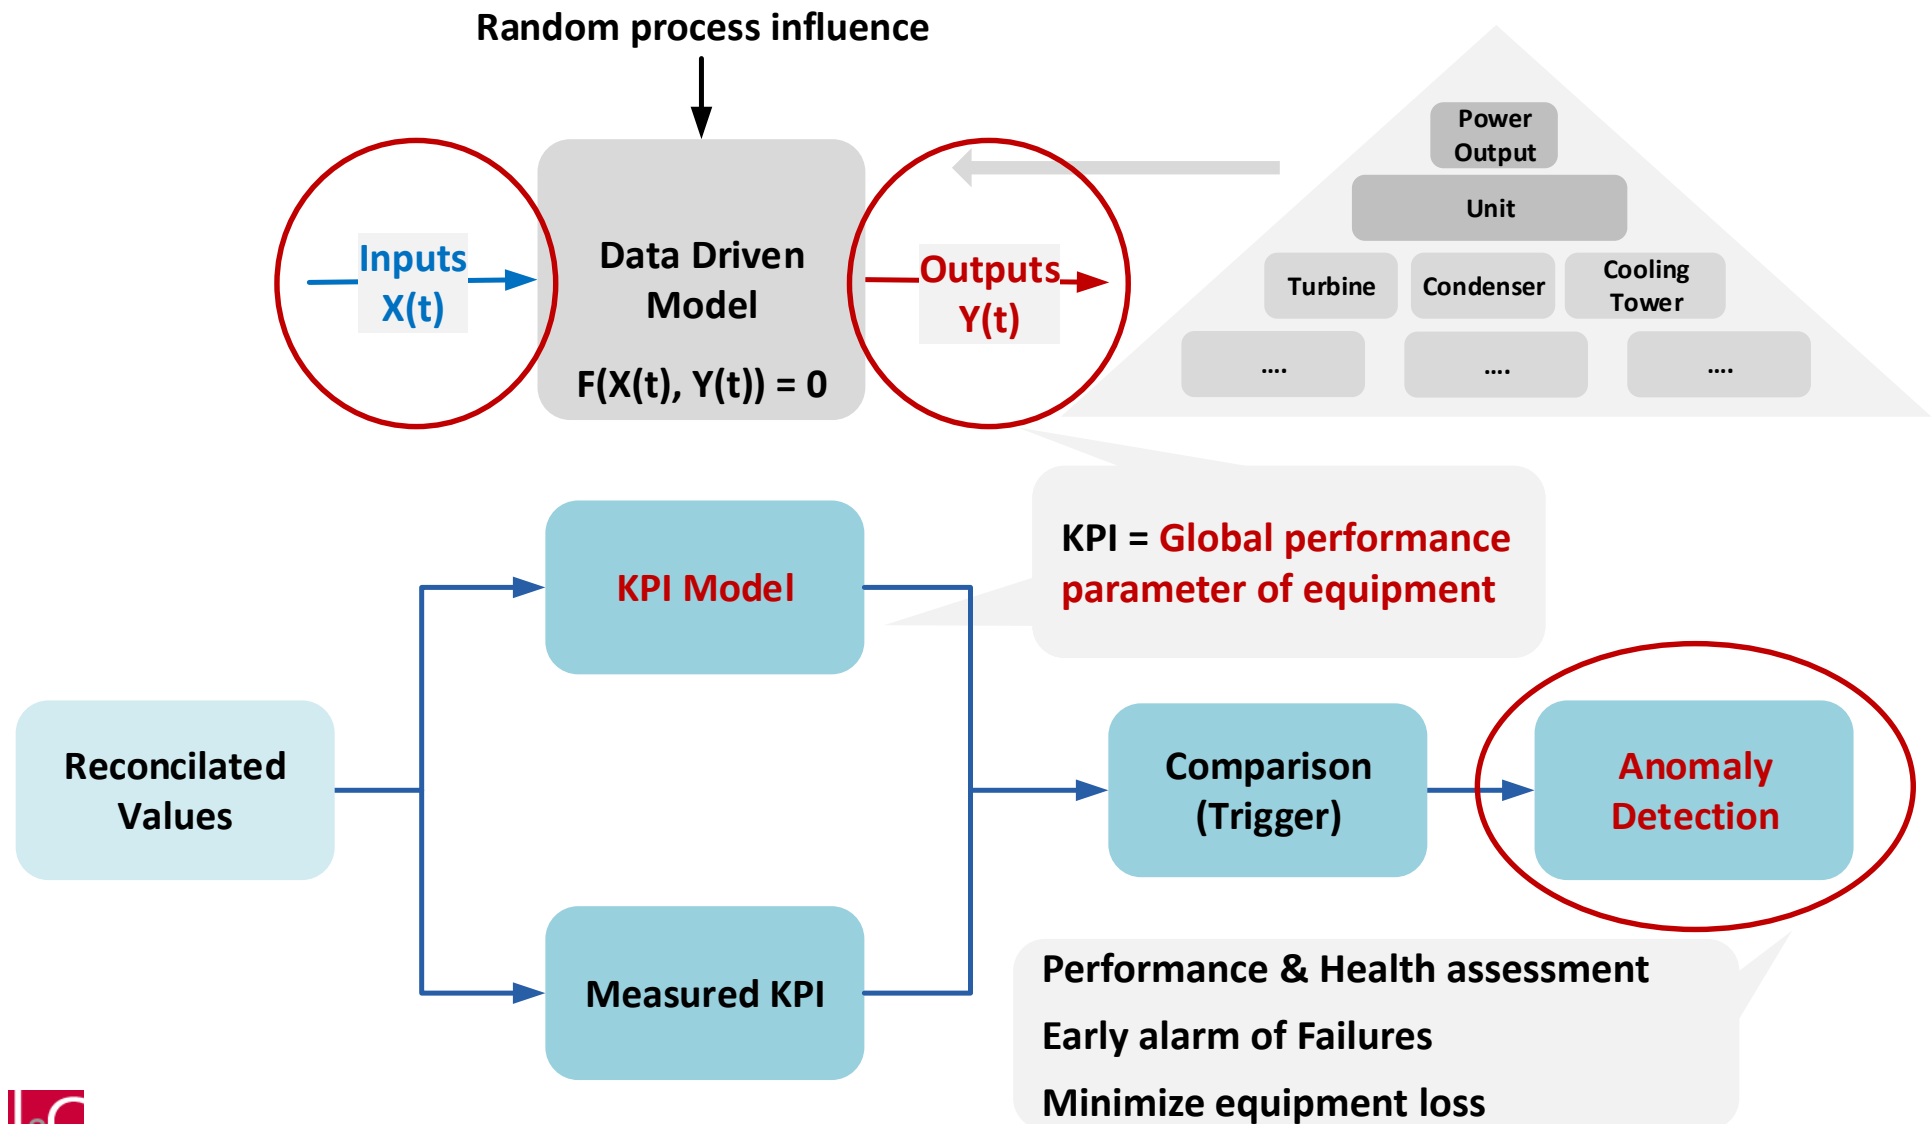 Random process influence
Power
Output
Unit
Turbine
Condenser
Cooling
Tower
....
....
....
Inputs
X(t)
Data Driven
Model
F(X(t), Y(t)) = 0
Outputs
Y(t)
KPI = Global performance
parameter of equipment
KPI Model
Reconcilated
Values
Measured KPI
Comparison
(Trigger)
Anomaly
Detection
Performance & Health assessment
Early alarm of Failures
Minimize equipment loss